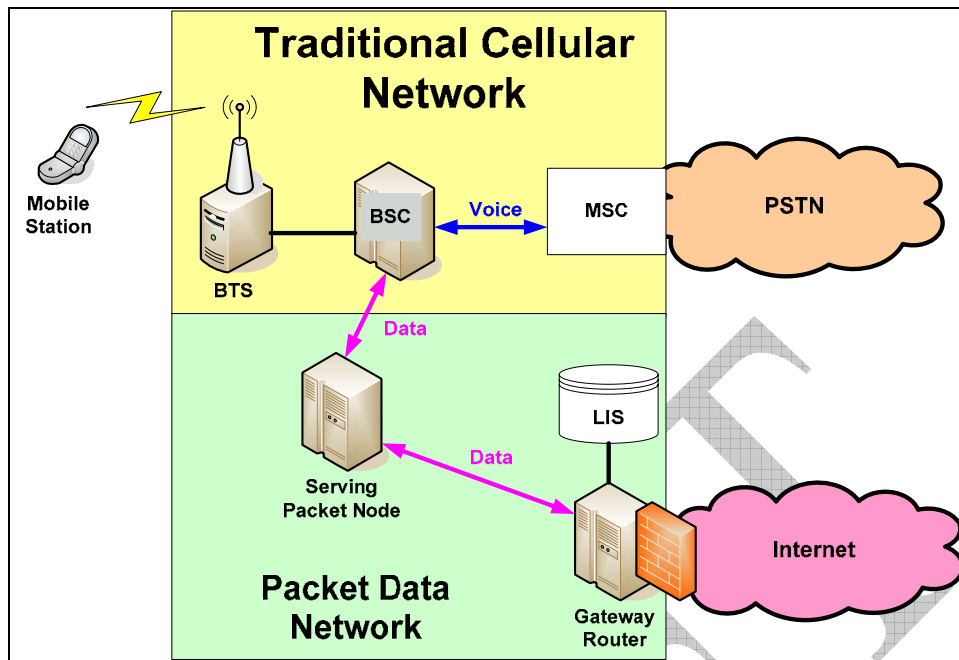 Traditional Cellular
Network
Mobile
Station
BTS
BSC
Voice
MSC
PSTN
Data
Serving
Packet Node
Data
LIS
Gateway
Router
Internet
Packet Data
Network